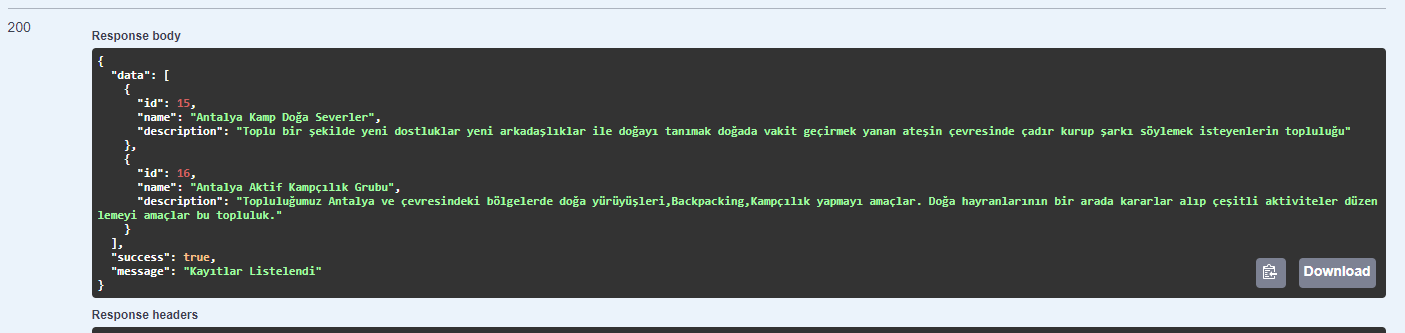 200
Response body
{
"data": [
{
"id": 15,
"name": "Antalya Kamp Doğa Severler",
"description": "Toplu bir şekilde yeni dostluklar yeni arkadaşlıklar ile doğayı tanımak doğada vakit geçirmek yanan ateşin çevresinde çadır kurup şarkı söylemek isteyenlerin topluluğu"
},
{
"id": 16,
"name": "Antalya Aktif Kampçılık Grubu",
"description": "Topluluğumuz Antalya ve çevresindeki bölgelerde doğa yürüyüşleri,Backpacking,Kampçılık yapmayı amaçlar. Doğa hayranlarının bir arada kararlar alıp çeşitli aktiviteler düzen
lemeyi amaçlar bu topluluk."
}
],
"success": true,
"message": "Kayıtlar Listelendi"
}
Download
Response headers